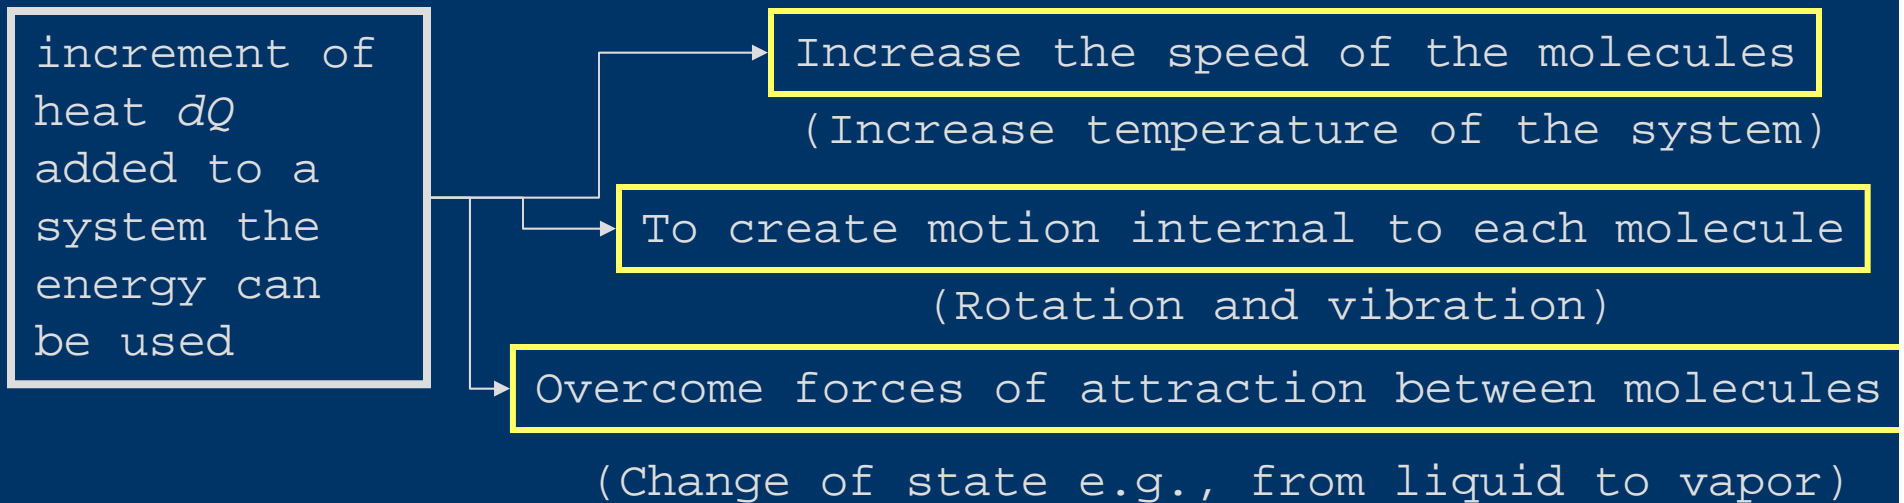 increment of
heat dQ
added to a
system the
energy can
be used
Increase the speed of the molecules
(Increase temperature of the system)
To create motion internal to each molecule
(Rotation and vibration)
Overcome forces of attraction between molecules
(Change of state e.g., from liquid to vapor)